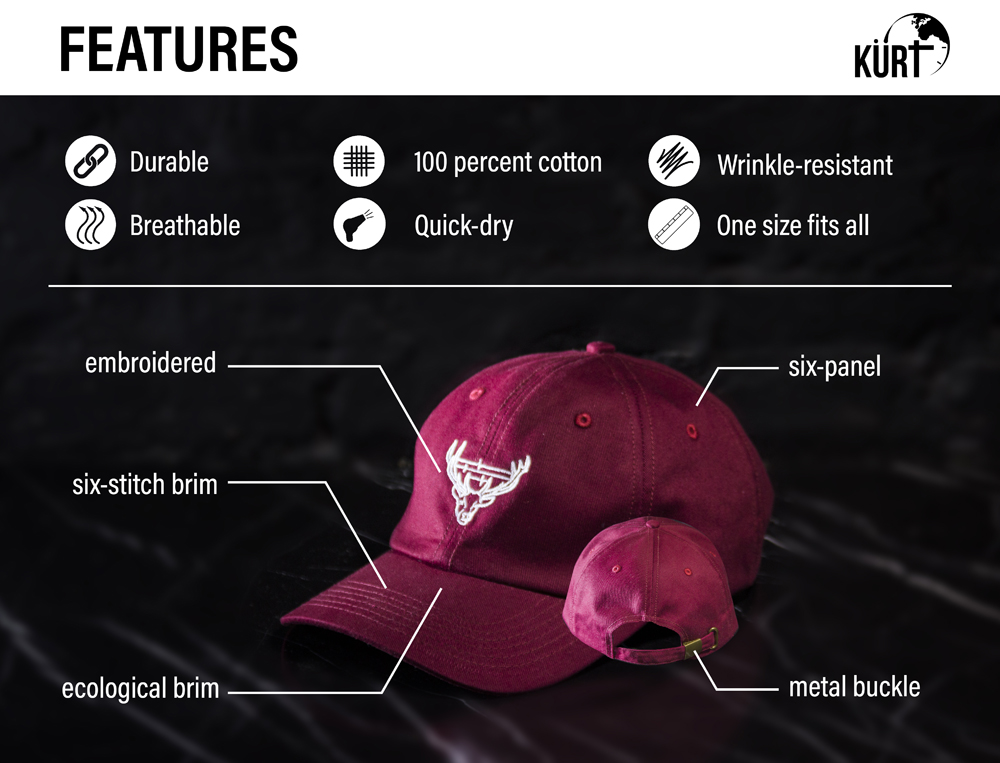 FEATURES
KÜRT
Durable
100 percent cotton
Wrinkle-resistant
Breathable
Quick-dry
One size fits all
embroidered
six-panel
six-stitch brim
ecological brim
metal buckle